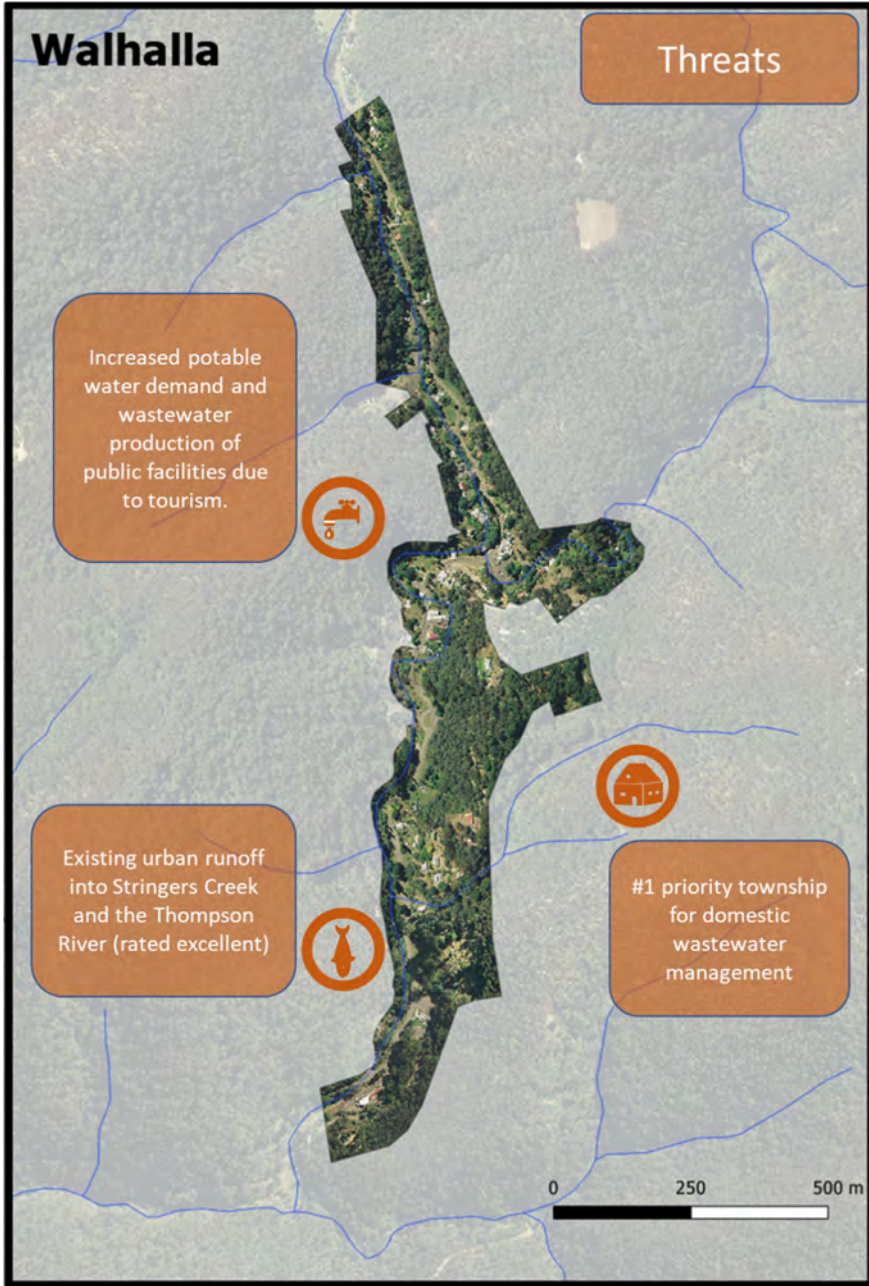 Walhalla
Threats
Increased potable
water demand and
wastewater
production of
public facilities due
to tourism.
Existing urban runoff
into Stringers Creek
and the Thompson
River (rated excellent)
#1 priority township
for domestic
wastewater
management
0 250 500 m